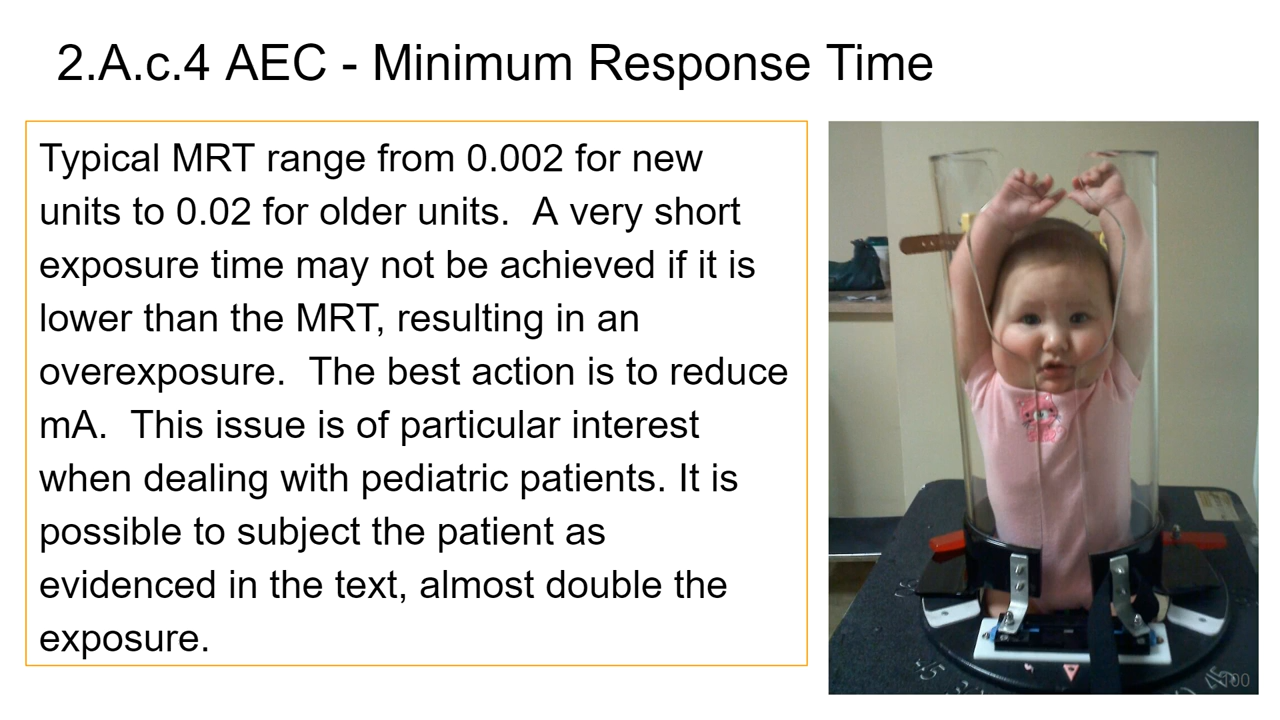 2.A.c.4 AEC - Minimum Response Time
Typical MRT range from 0.002 for new
units to 0.02 for older units.  A very short
exposure time may not be achieved if it is
lower than the MRT, resulting in an
overexposure.  The best action is to reduce
mA.  This issue is of particular interest
when dealing with pediatric patients. It is
possible to subject the patient as
evidenced in the text, almost double the
exposure.
45
100